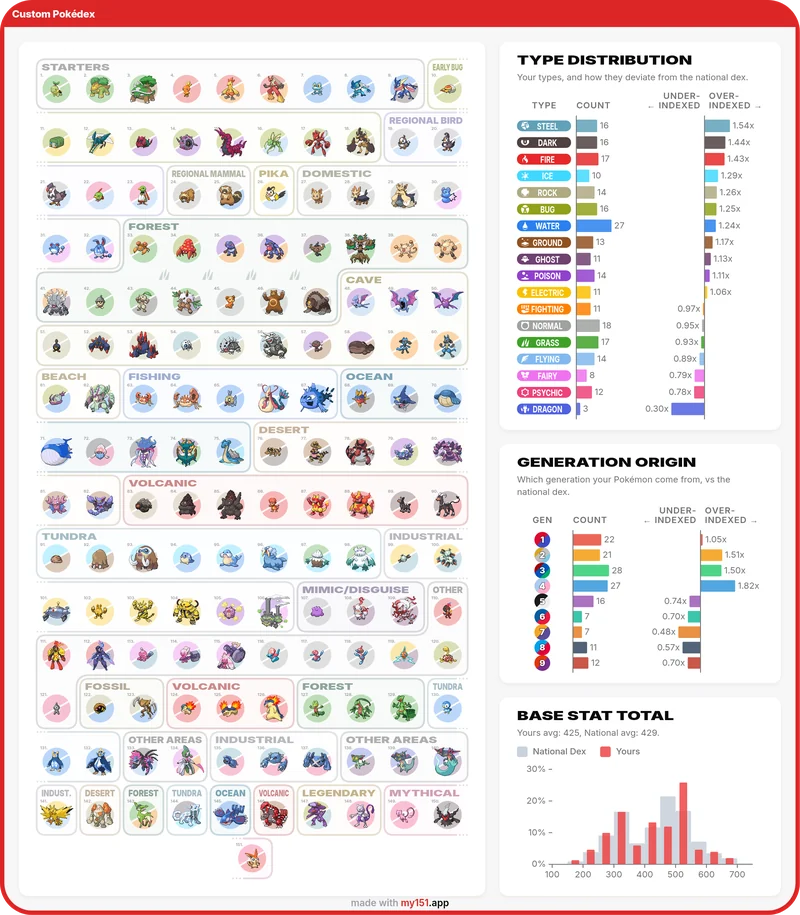 Custom Pokédex
STARTERS
EARLY BUG
REGIONAL BIRD
REGIONAL MAMMAL
PIKA
DOMESTIC
FOREST
CAVE
BEACH
FISHING
OCEAN
DESERT
VOLCANIC
TUNDRA
INDUSTRIAL
MIMIC/DISGUISE
OTHER
FOSSIL
VOLCANIC
FOREST
TUNDRA
OTHER AREAS
INDUSTRIAL
OTHER AREAS
INDUST.
DESERT
FOREST
TUNDRA
OCEAN
VOLCANIC
LEGENDARY
MYTHICAL
TYPE DISTRIBUTION
Your types, and how they deviate from the national dex.
TYPE COUNT UNDER- OVER-
← INDEXED INDEXED →
STEEL 16 1.54x
DARK 16 1.44x
FIRE 17 1.43x
ICE 10 1.29x
ROCK 14 1.26x
BUG 16 1.25x
WATER 27 1.24x
GROUND 13 1.17x
GHOST 11 1.13x
POISON 14 1.11x
ELECTRIC 11 1.06x
FIGHTING 11 0.97x
NORMAL 18 0.95x
GRASS 17 0.93x
FLYING 14 0.89x
FAIRY 8 0.79x
PSYCHIC 12 0.78x
DRAGON 3 0.30x
GENERATION ORIGIN
Which generation your Pokémon come from, vs the
national dex.
GEN COUNT UNDER- OVER-
← INDEXED INDEXED →
1 22 1.05x
2 21 1.51x
3 28 1.50x
4 27 1.82x
5 16 0.74x
6 7 0.70x
7 7 0.48x
8 11 0.57x
9 12 0.70x
BASE STAT TOTAL
Yours avg: 425, National avg: 429.
National Dex Yours
30%
20%
10%
0%
100 200 300 400 500 600 700
made with my151.app